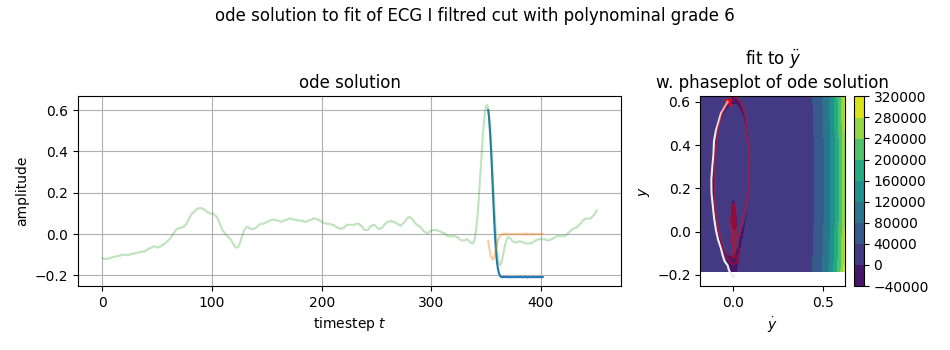 ode solution to fit of ECG I filtred cut with polynominal grade 6
ode solution
amplitude
0.6
0.4
0.2
0.0
−0.2
0 100 200 300 400
timestep t
fit to ÿ
w. phaseplot of ode solution
y
0.6
0.4
0.2
0.0
−0.2
0.0 0.5
ẏ
320000
280000
240000
200000
160000
120000
80000
40000
0
−40000